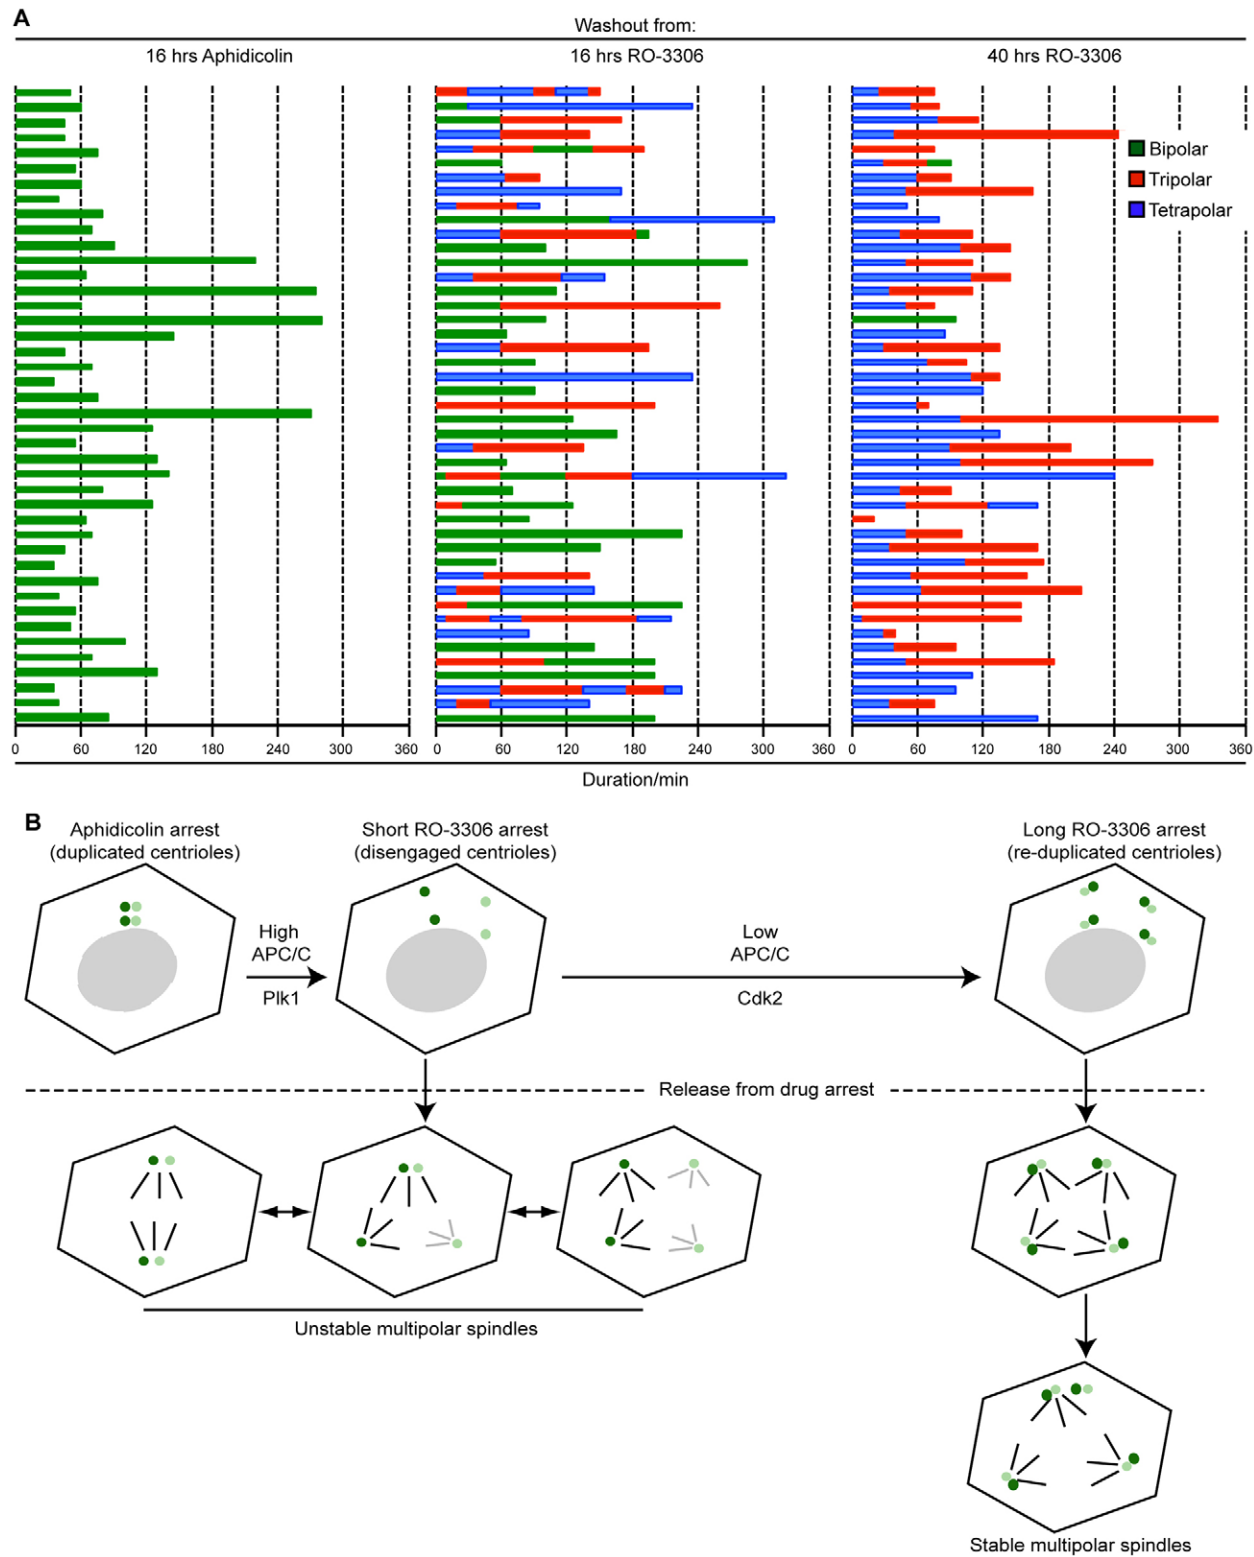 A
Washout from:
16 hrs Aphidicolin
16 hrs RO-3306
40 hrs RO-3306
Bipolar
Tripolar
Tetrapolar
0 60 120 180 240 300 360
0 60 120 180 240 300 360
0 60 120 180 240 300 360
Duration/min
B
Aphidicolin arrest
(duplicated centrioles)
Short RO-3306 arrest
(disengaged centrioles)
Long RO-3306 arrest
(re-duplicated centrioles)
High
APC/C
Plk1
Low
APC/C
Cdk2
Release from drug arrest
Unstable multipolar spindles
Stable multipolar spindles